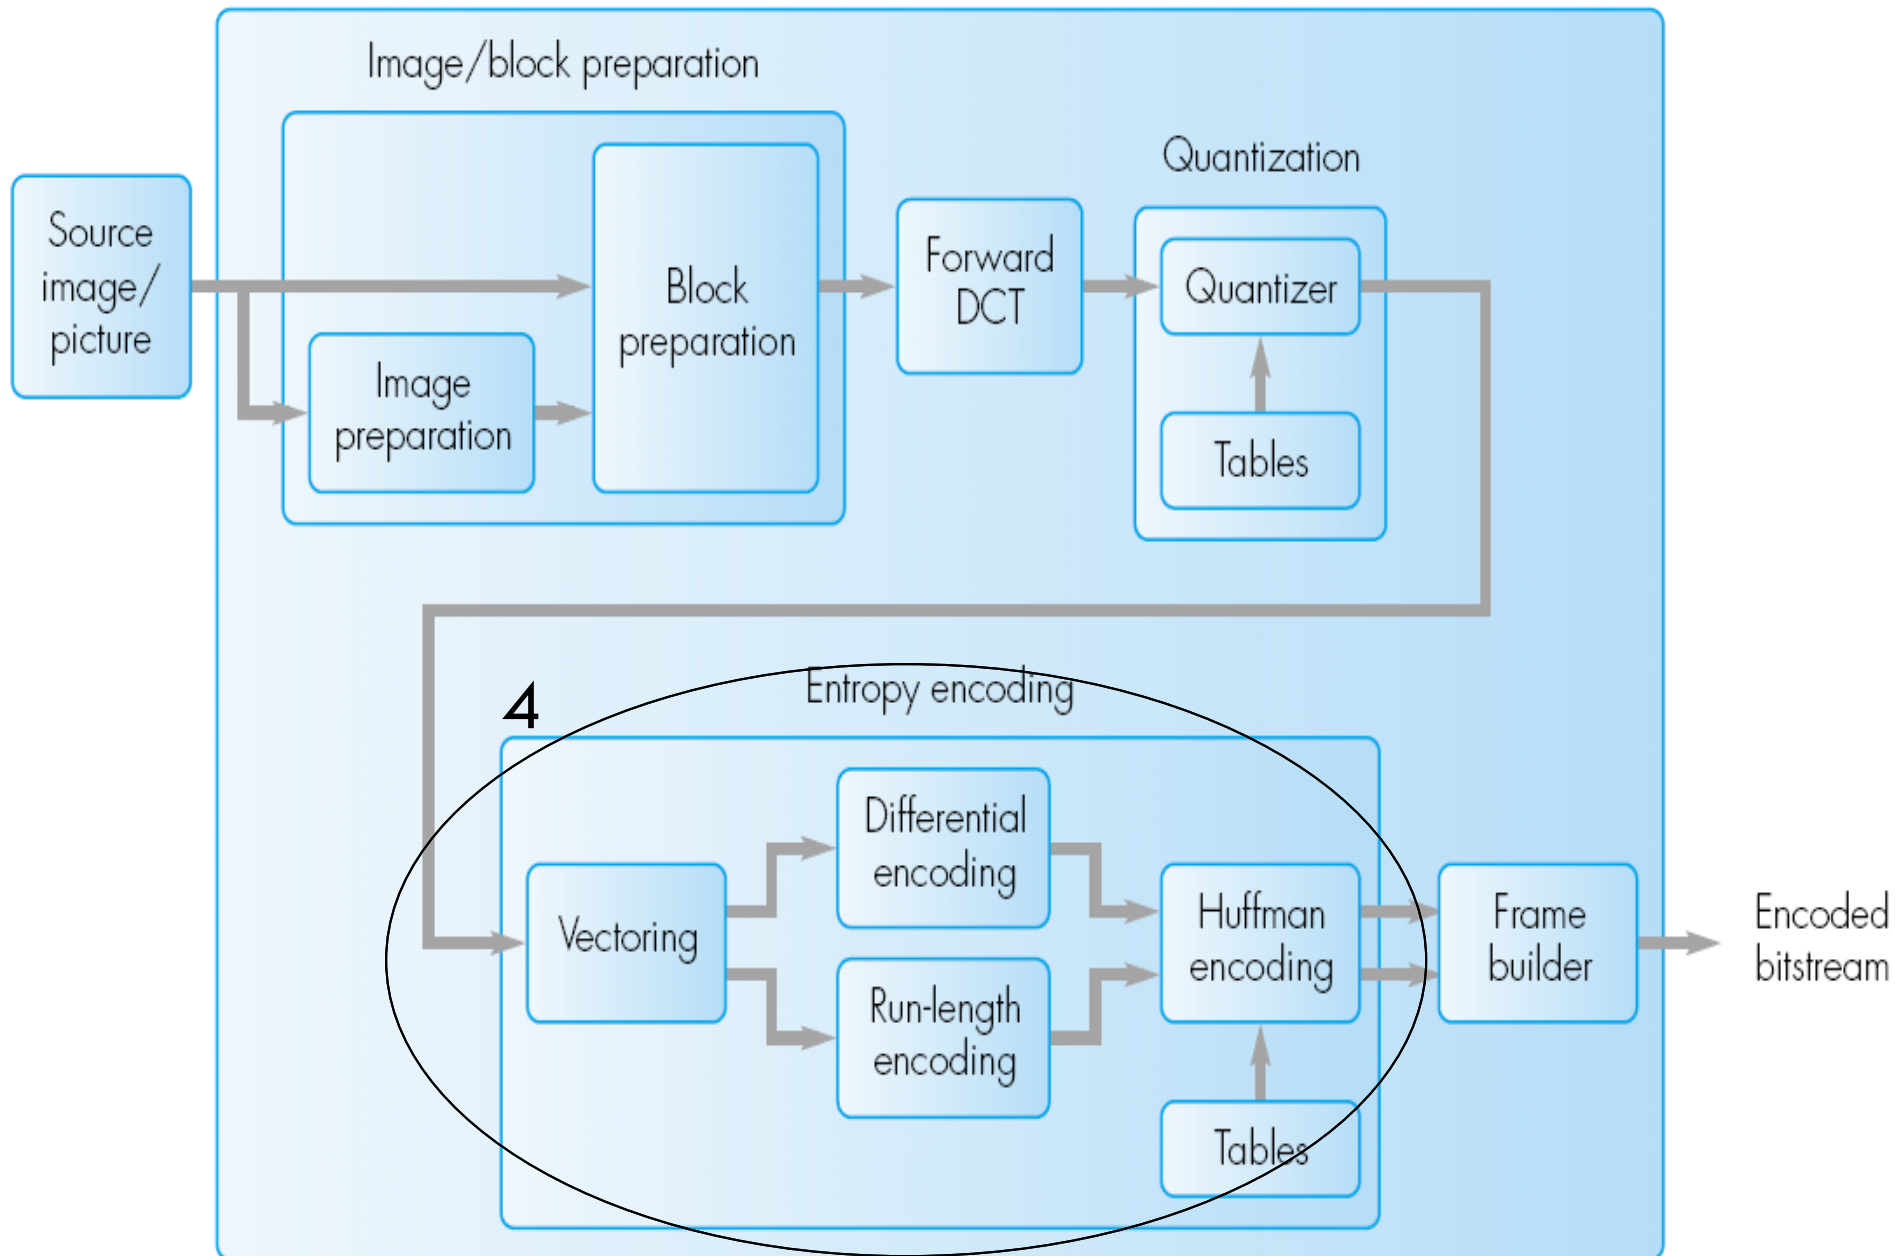 Image/block preparation
Source
image/
picture
Image
preparation
Block
preparation
Forward
DCT
Quantization
Quantizer
Tables
4
Entropy encoding
Vectoring
Differential
encoding
Run-length
encoding
Huffman
encoding
Tables
Frame
builder
Encoded
bitstream